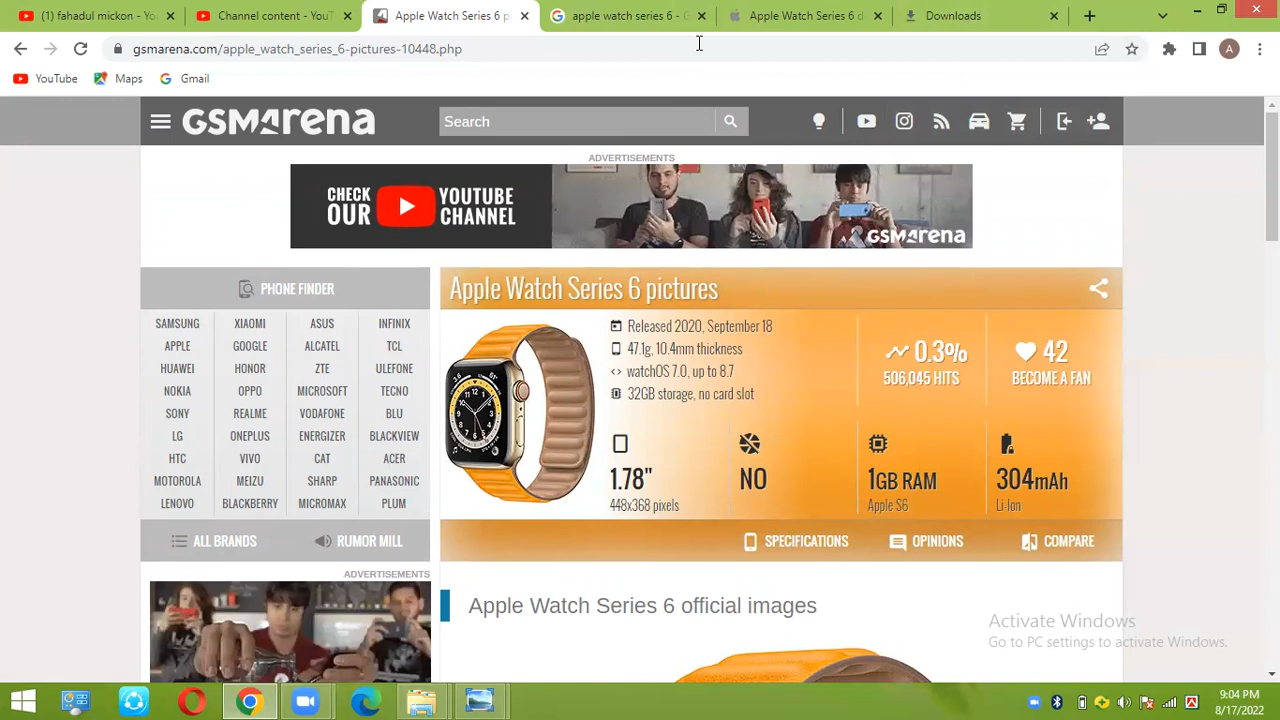 (1) fahadul mickon -
Channel content - YouT
Apple Watch Series 6 p
apple watch series 6 - G
Apple Watch Series 6 d
Downloads
gsmarena.com/apple_watch_series_6-pictures-10448.php
A
YouTube
Maps
Gmail
GSMArena
Search
ADVERTISEMENTS
CHECK OUR
YOUTUBE CHANNEL
GSMArena
PHONE FINDER
SAMSUNG XIAOMI ASUS INFINIX
APPLE GOOGLE ALCATEL TCL
HUAWEI HONOR ZTE ULEFONE
NOKIA OPPO MICROSOFT TECNO
SONY REALME VODAFONE BLU
LG ONEPLUS ENERGIZER BLACKVIEW
HTC VIVO CAT ACER
MOTOROLA MEIZU SHARP PANASONIC
LENOVO BLACKBERRY MICROMAX PLUM
ALL BRANDS
RUMOR MILL
ADVERTISEMENTS
Apple Watch Series 6 pictures
Released 2020, September 18
47.1g, 10.4mm thickness
watchOS 7.0, up to 8.7
32GB storage, no card slot
0.3%
506,045 HITS
42
BECOME A FAN
1.78"
448x368 pixels
NO
1GB RAM
Apple S6
304mAh
Li-Ion
SPECIFICATIONS
OPINIONS
COMPARE
Apple Watch Series 6 official images
Activate Windows
Go to PC settings to activate Windows.
9:04 PM
8/17/2022